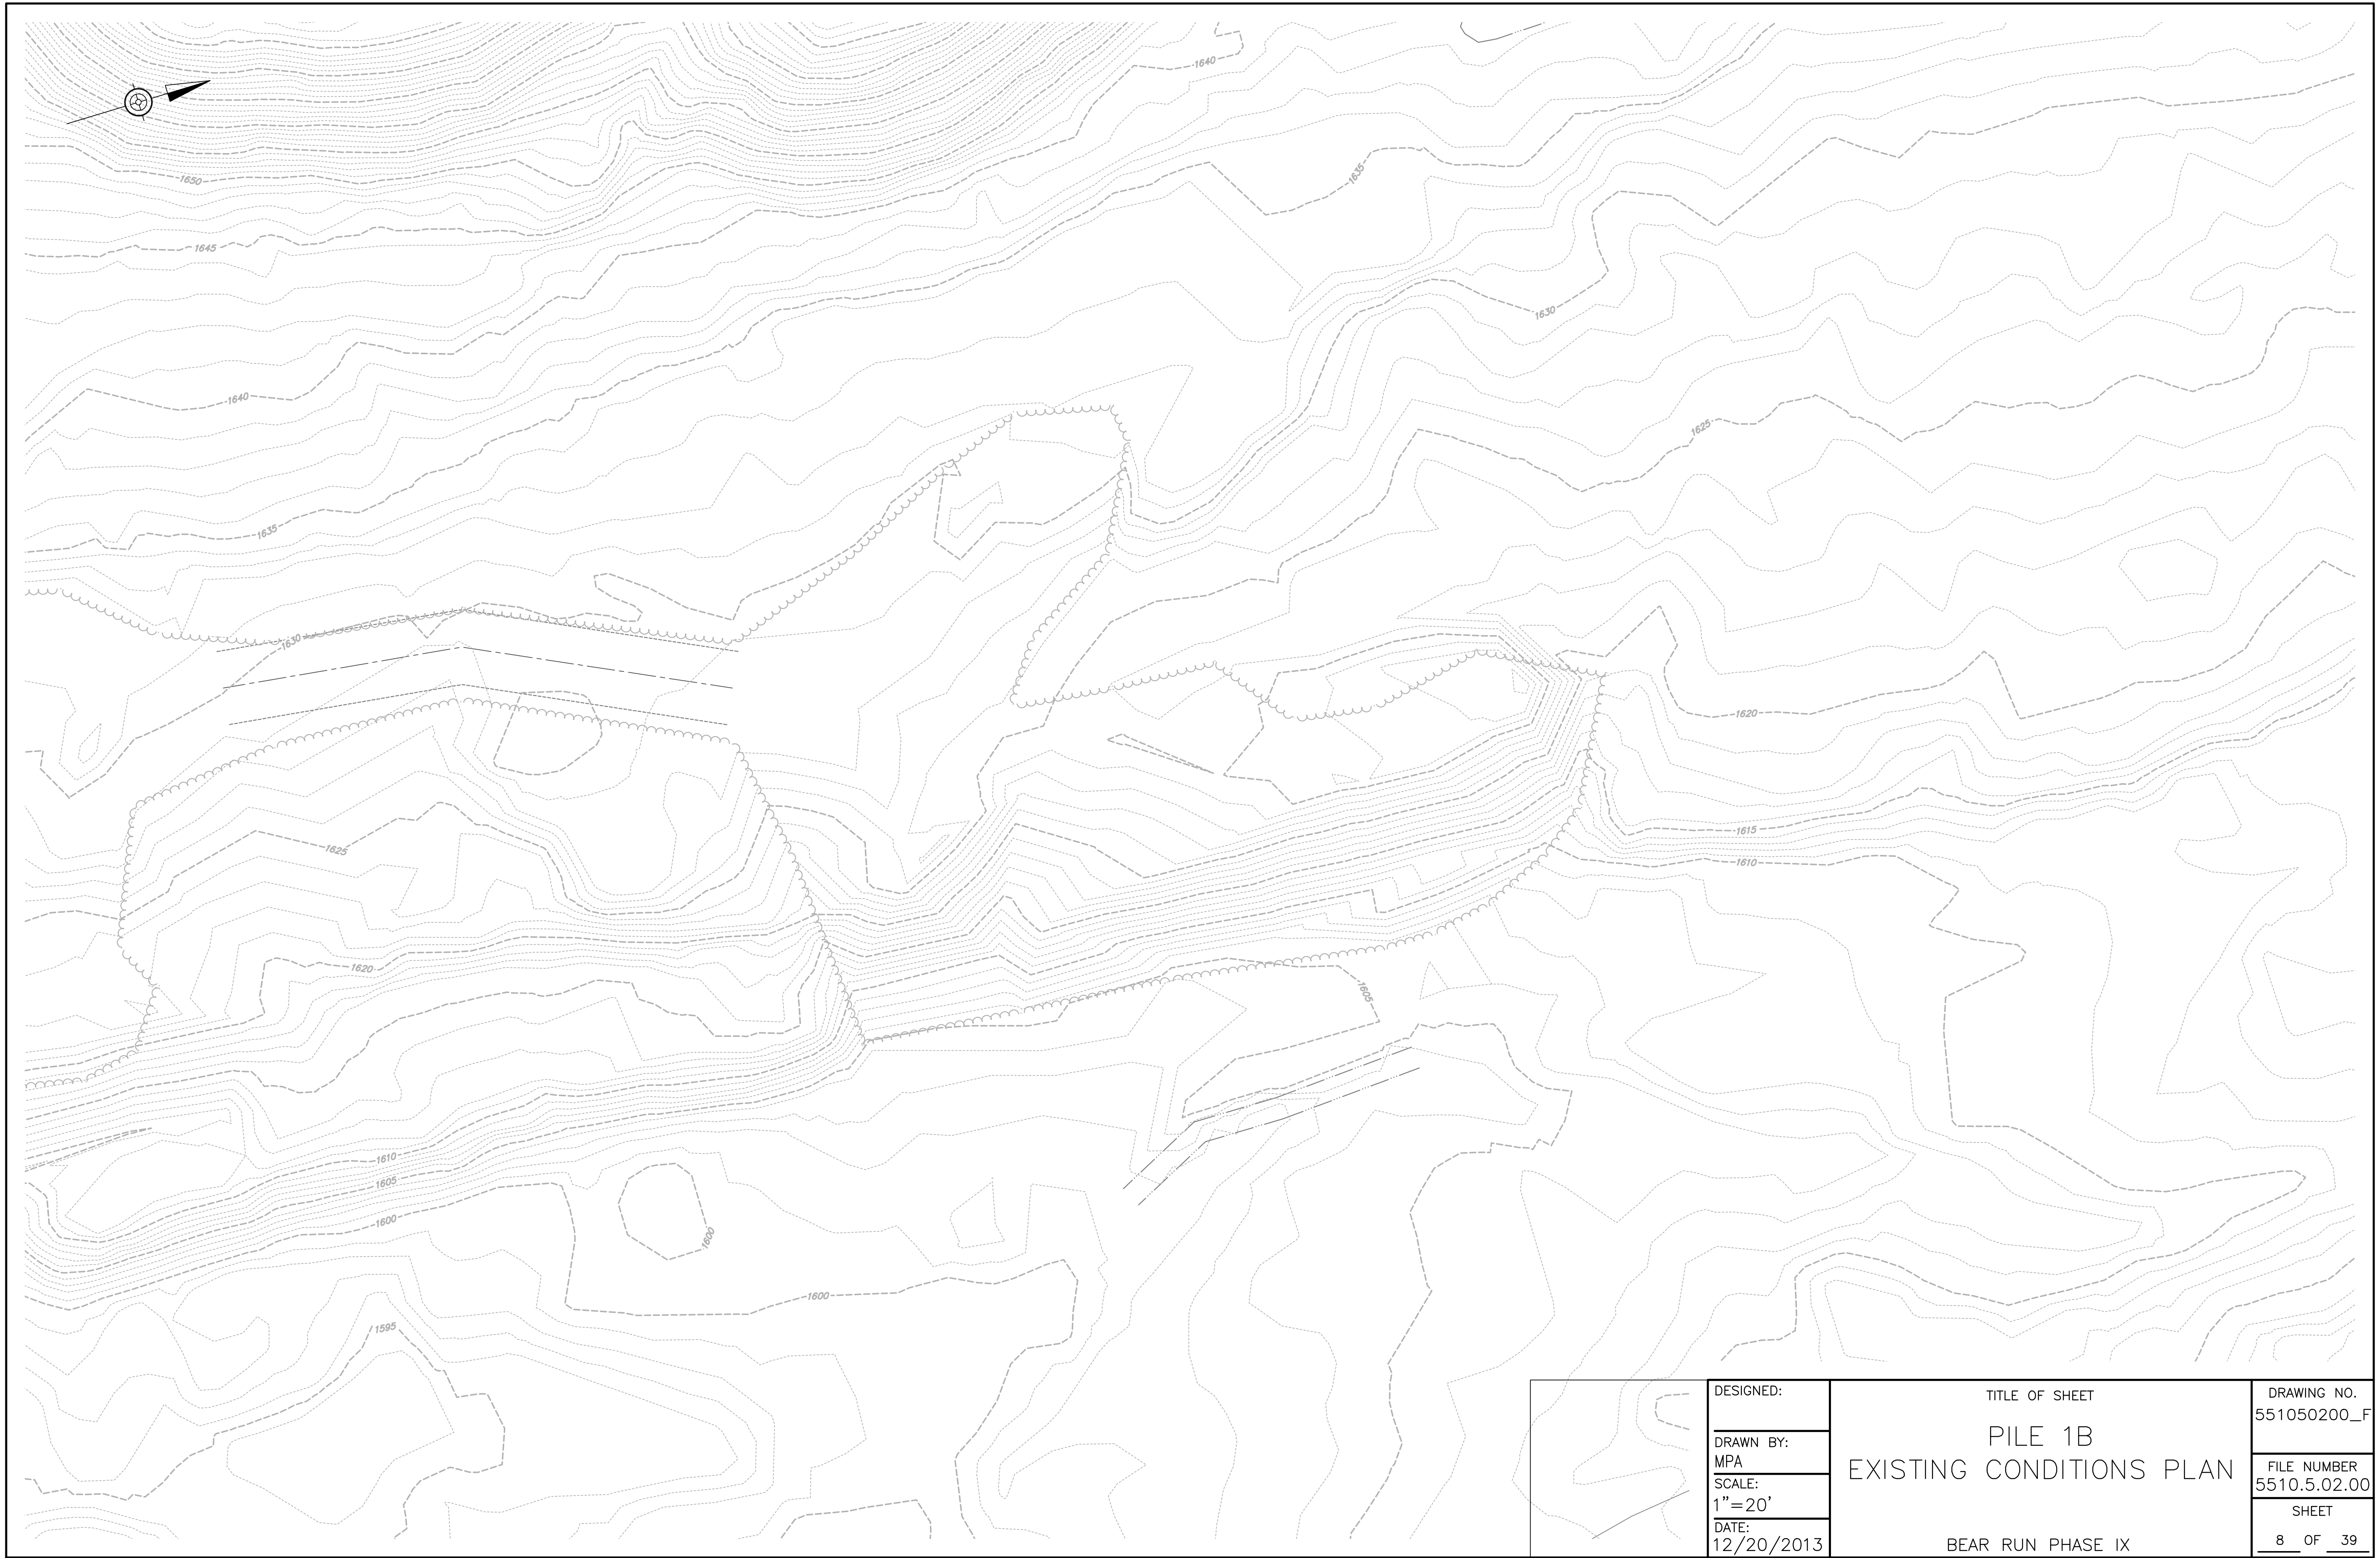 1640
1650
1635
1645
1630
1640
1625
1635
1630
1620
1615
1625
1610
1620
1605
1610
1605
1600
1600
1600
1595
DESIGNED:
DRAWN BY:
MPA
SCALE:
1"=20'
DATE:
12/20/2013
TITLE OF SHEET
PILE 1B
EXISTING CONDITIONS PLAN
BEAR RUN PHASE IX
DRAWING NO.
551050200_F
FILE NUMBER
5510.5.02.00
SHEET
8 OF 39